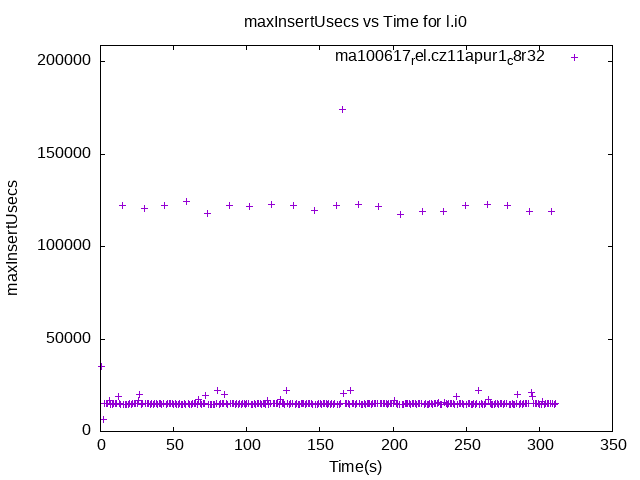 maxInsertUsecs vs Time for l.i0
ma100617rel.cz11apur1c8r32
200000
150000
100000
50000
0
maxInsertUsecs
0 50 100 150 200 250 300 350
Time(s)